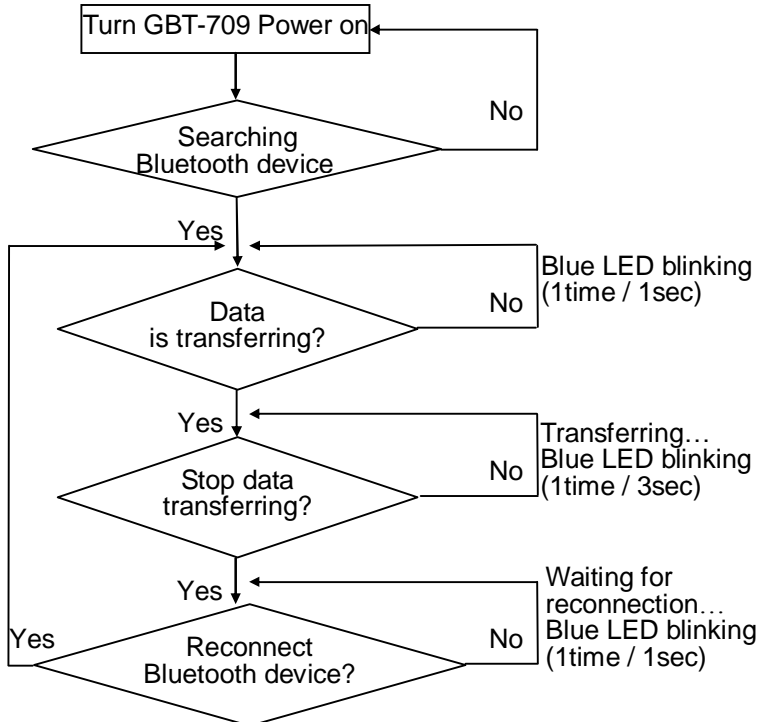 Turn GBT-709 Power on
No
Searching
Bluetooth device
Yes
Blue LED blinking
(1time / 1sec)
No
Data
is transferring?
Yes
Transferring…
Blue LED blinking
(1time / 3sec)
No
Stop data
transferring?
Yes
Waiting for
reconnection…
Blue LED blinking
(1time / 1sec)
No
Yes
Reconnect
Bluetooth device?